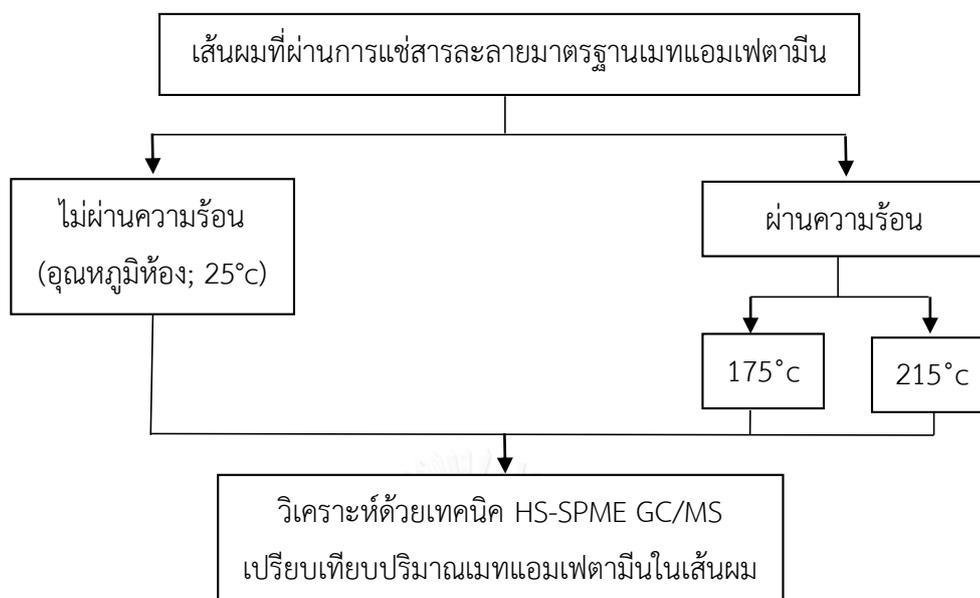 เส้นผมที่ผ่านการแช่สารละลายมาตรฐานเมทแอมเฟตามีน
ไม่ผ่านความร้อน
(อุณหภูมิห้อง; 25°c)
ผ่านความร้อน
175°c
215°c
วิเคราะห์ด้วยเทคนิค HS-SPME GC/MS
เปรียบเทียบปริมาณเมทแอมเฟตามีนในเส้นผม